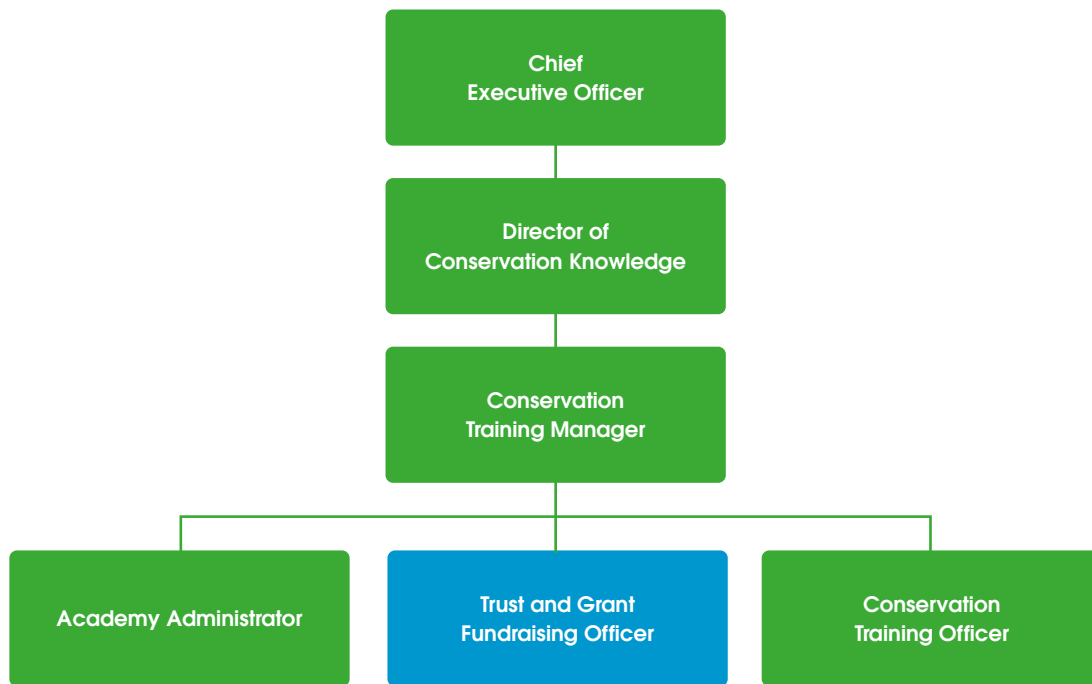 Chief
Executive Officer
Director of
Conservation Knowledge
Conservation
Training Manager
Academy Administrator
Trust and Grant
Fundraising Officer
Conservation
Training Officer